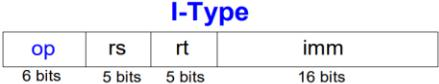 I-Type
op rs rt imm
6 bits 5 bits 5 bits 16 bits